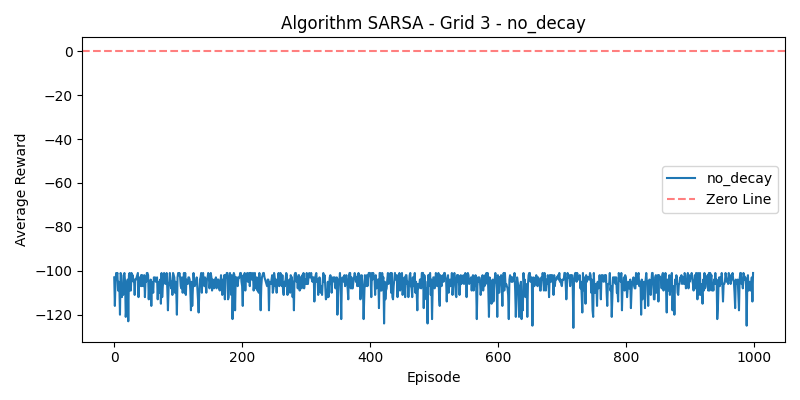 Algorithm SARSA - Grid 3 - no_decay
Average Reward
0
−20
−40
−60
−80
−100
−120
no_decay
Zero Line
0
200
400
600
800
1000
Episode